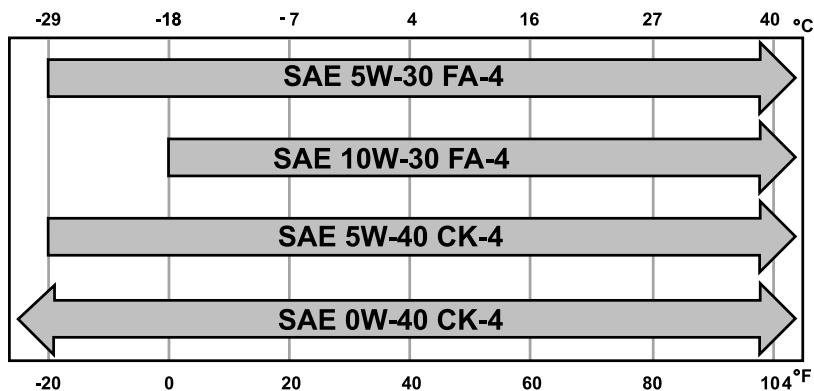 -29 -18 -7 4 16 27 40 °C
SAE 5W-30 FA-4
SAE 10W-30 FA-4
SAE 5W-40 CK-4
SAE 0W-40 CK-4
-20 0 20 40 60 80 104 °F